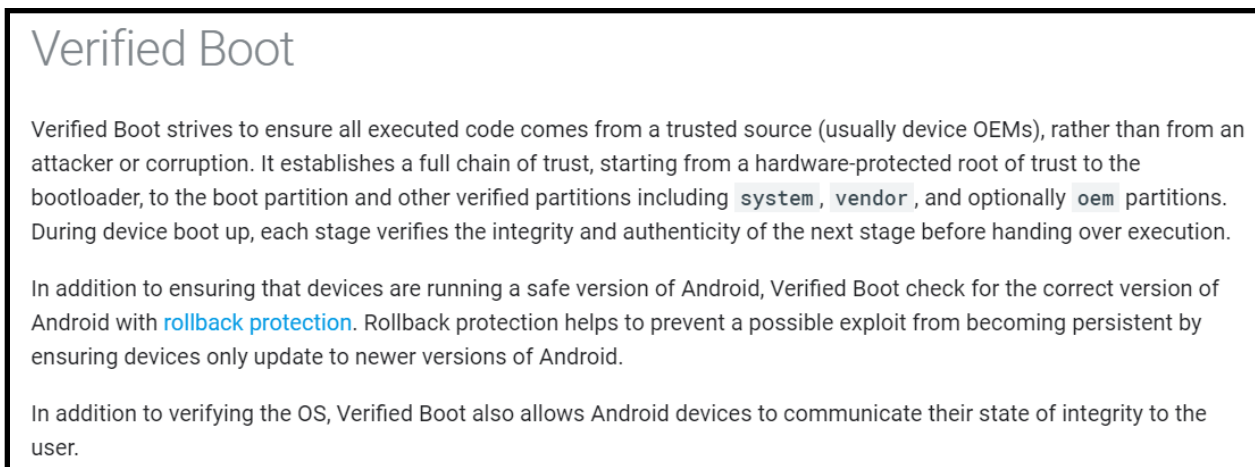 Verified Boot
Verified Boot strives to ensure all executed code comes from a trusted source (usually device OEMs), rather than from an
attacker or corruption. It establishes a full chain of trust, starting from a hardware-protected root of trust to the
bootloader, to the boot partition and other verified partitions including system, vendor, and optionally oem partitions.
During device boot up, each stage verifies the integrity and authenticity of the next stage before handing over execution.
In addition to ensuring that devices are running a safe version of Android, Verified Boot check for the correct version of
Android with rollback protection. Rollback protection helps to prevent a possible exploit from becoming persistent by
ensuring devices only update to newer versions of Android.
In addition to verifying the OS, Verified Boot also allows Android devices to communicate their state of integrity to the
user.